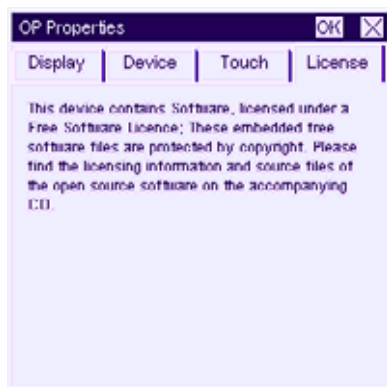 OP Properties OK
Display Device Touch License
This device contains Software, licensed under a
Free Software Licence; These embedded free
software files are protected by copyright. Please
find the licensing information and source files of
the open source software on the accompanying
CD.